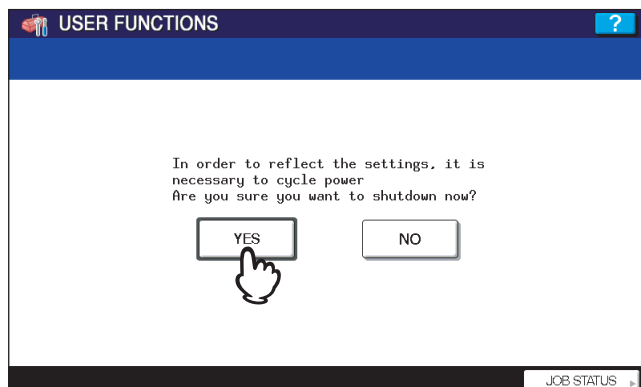 USER FUNCTIONS
?
In order to reflect the settings, it is
necessary to cycle power
Are you sure you want to shutdown now?
YES
NO
JOB STATUS